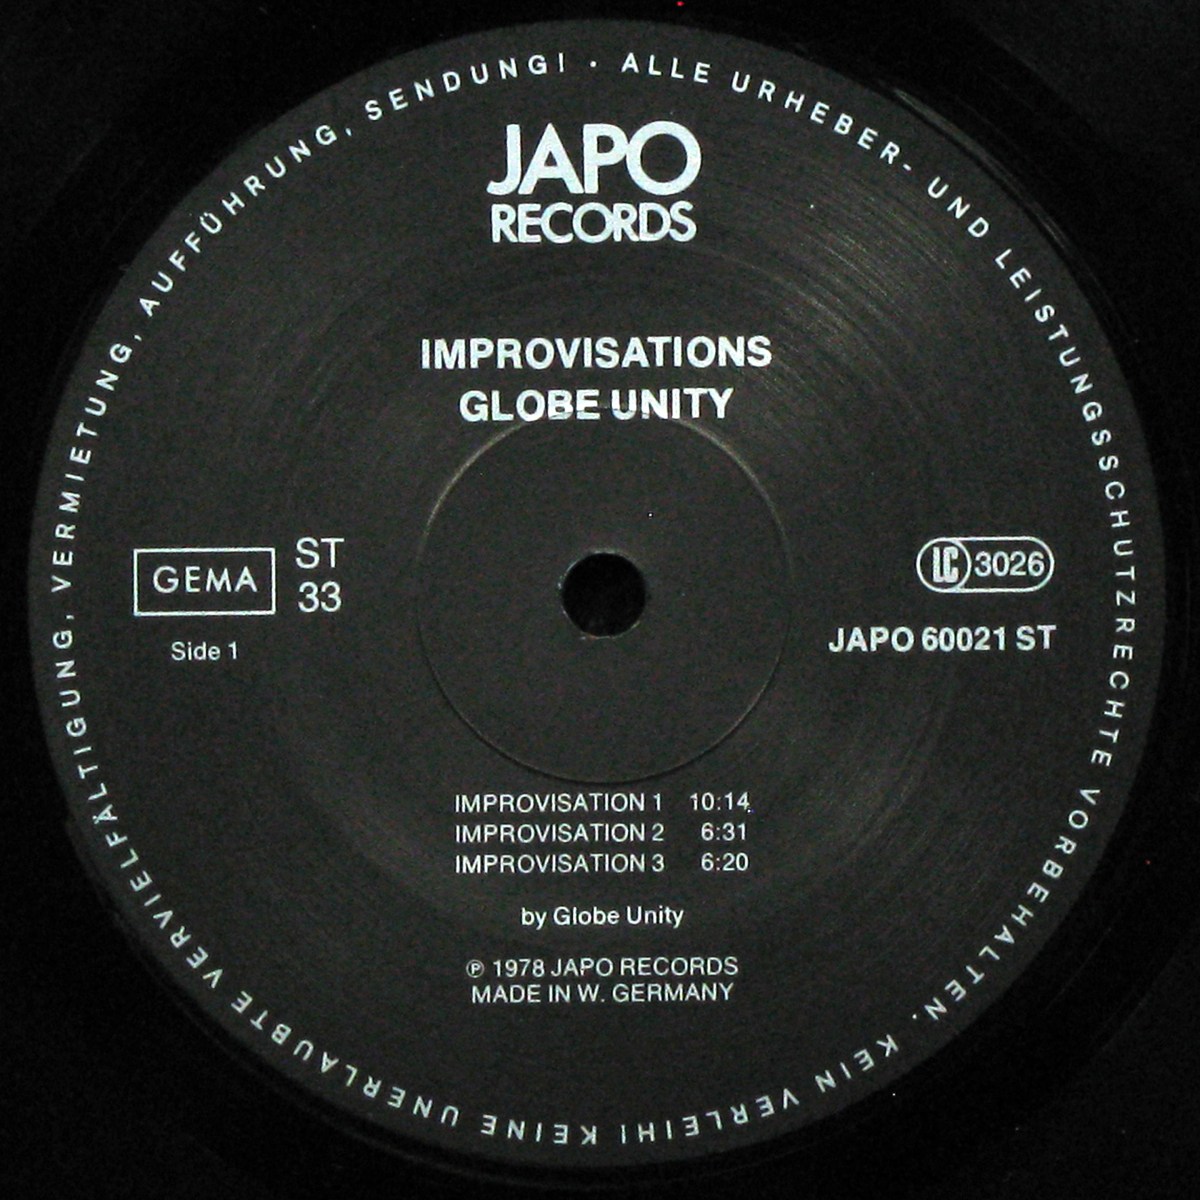 ALLE URHEBER- UND LEISTUNGSSCHUTZRECHTE VORBEHALTEN. KEIN VERLEIH! KEINE UNERLAUBTE VERVIELFÄLTIGUNG, VERMIETUNG, AUFFÜHRUNG, SENDUNG! ·
JAPO
RECORDS
IMPROVISATIONS
GLOBE UNITY
GEMA
ST
33
Side 1
LC 3026
JAPO 60021 ST
IMPROVISATION 1 10:14
IMPROVISATION 2 6:31
IMPROVISATION 3 6:20
by Globe Unity
℗ 1978 JAPO RECORDS
MADE IN W. GERMANY